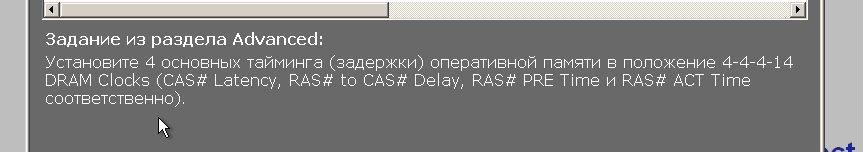 Задание из раздела Advanced:
Установите 4 основных тайминга (задержки) оперативной памяти в положение 4-4-4-14
DRAM Clocks (CAS# Latency, RAS# to CAS# Delay, RAS# PRE Time и RAS# ACT Time
соответственно).